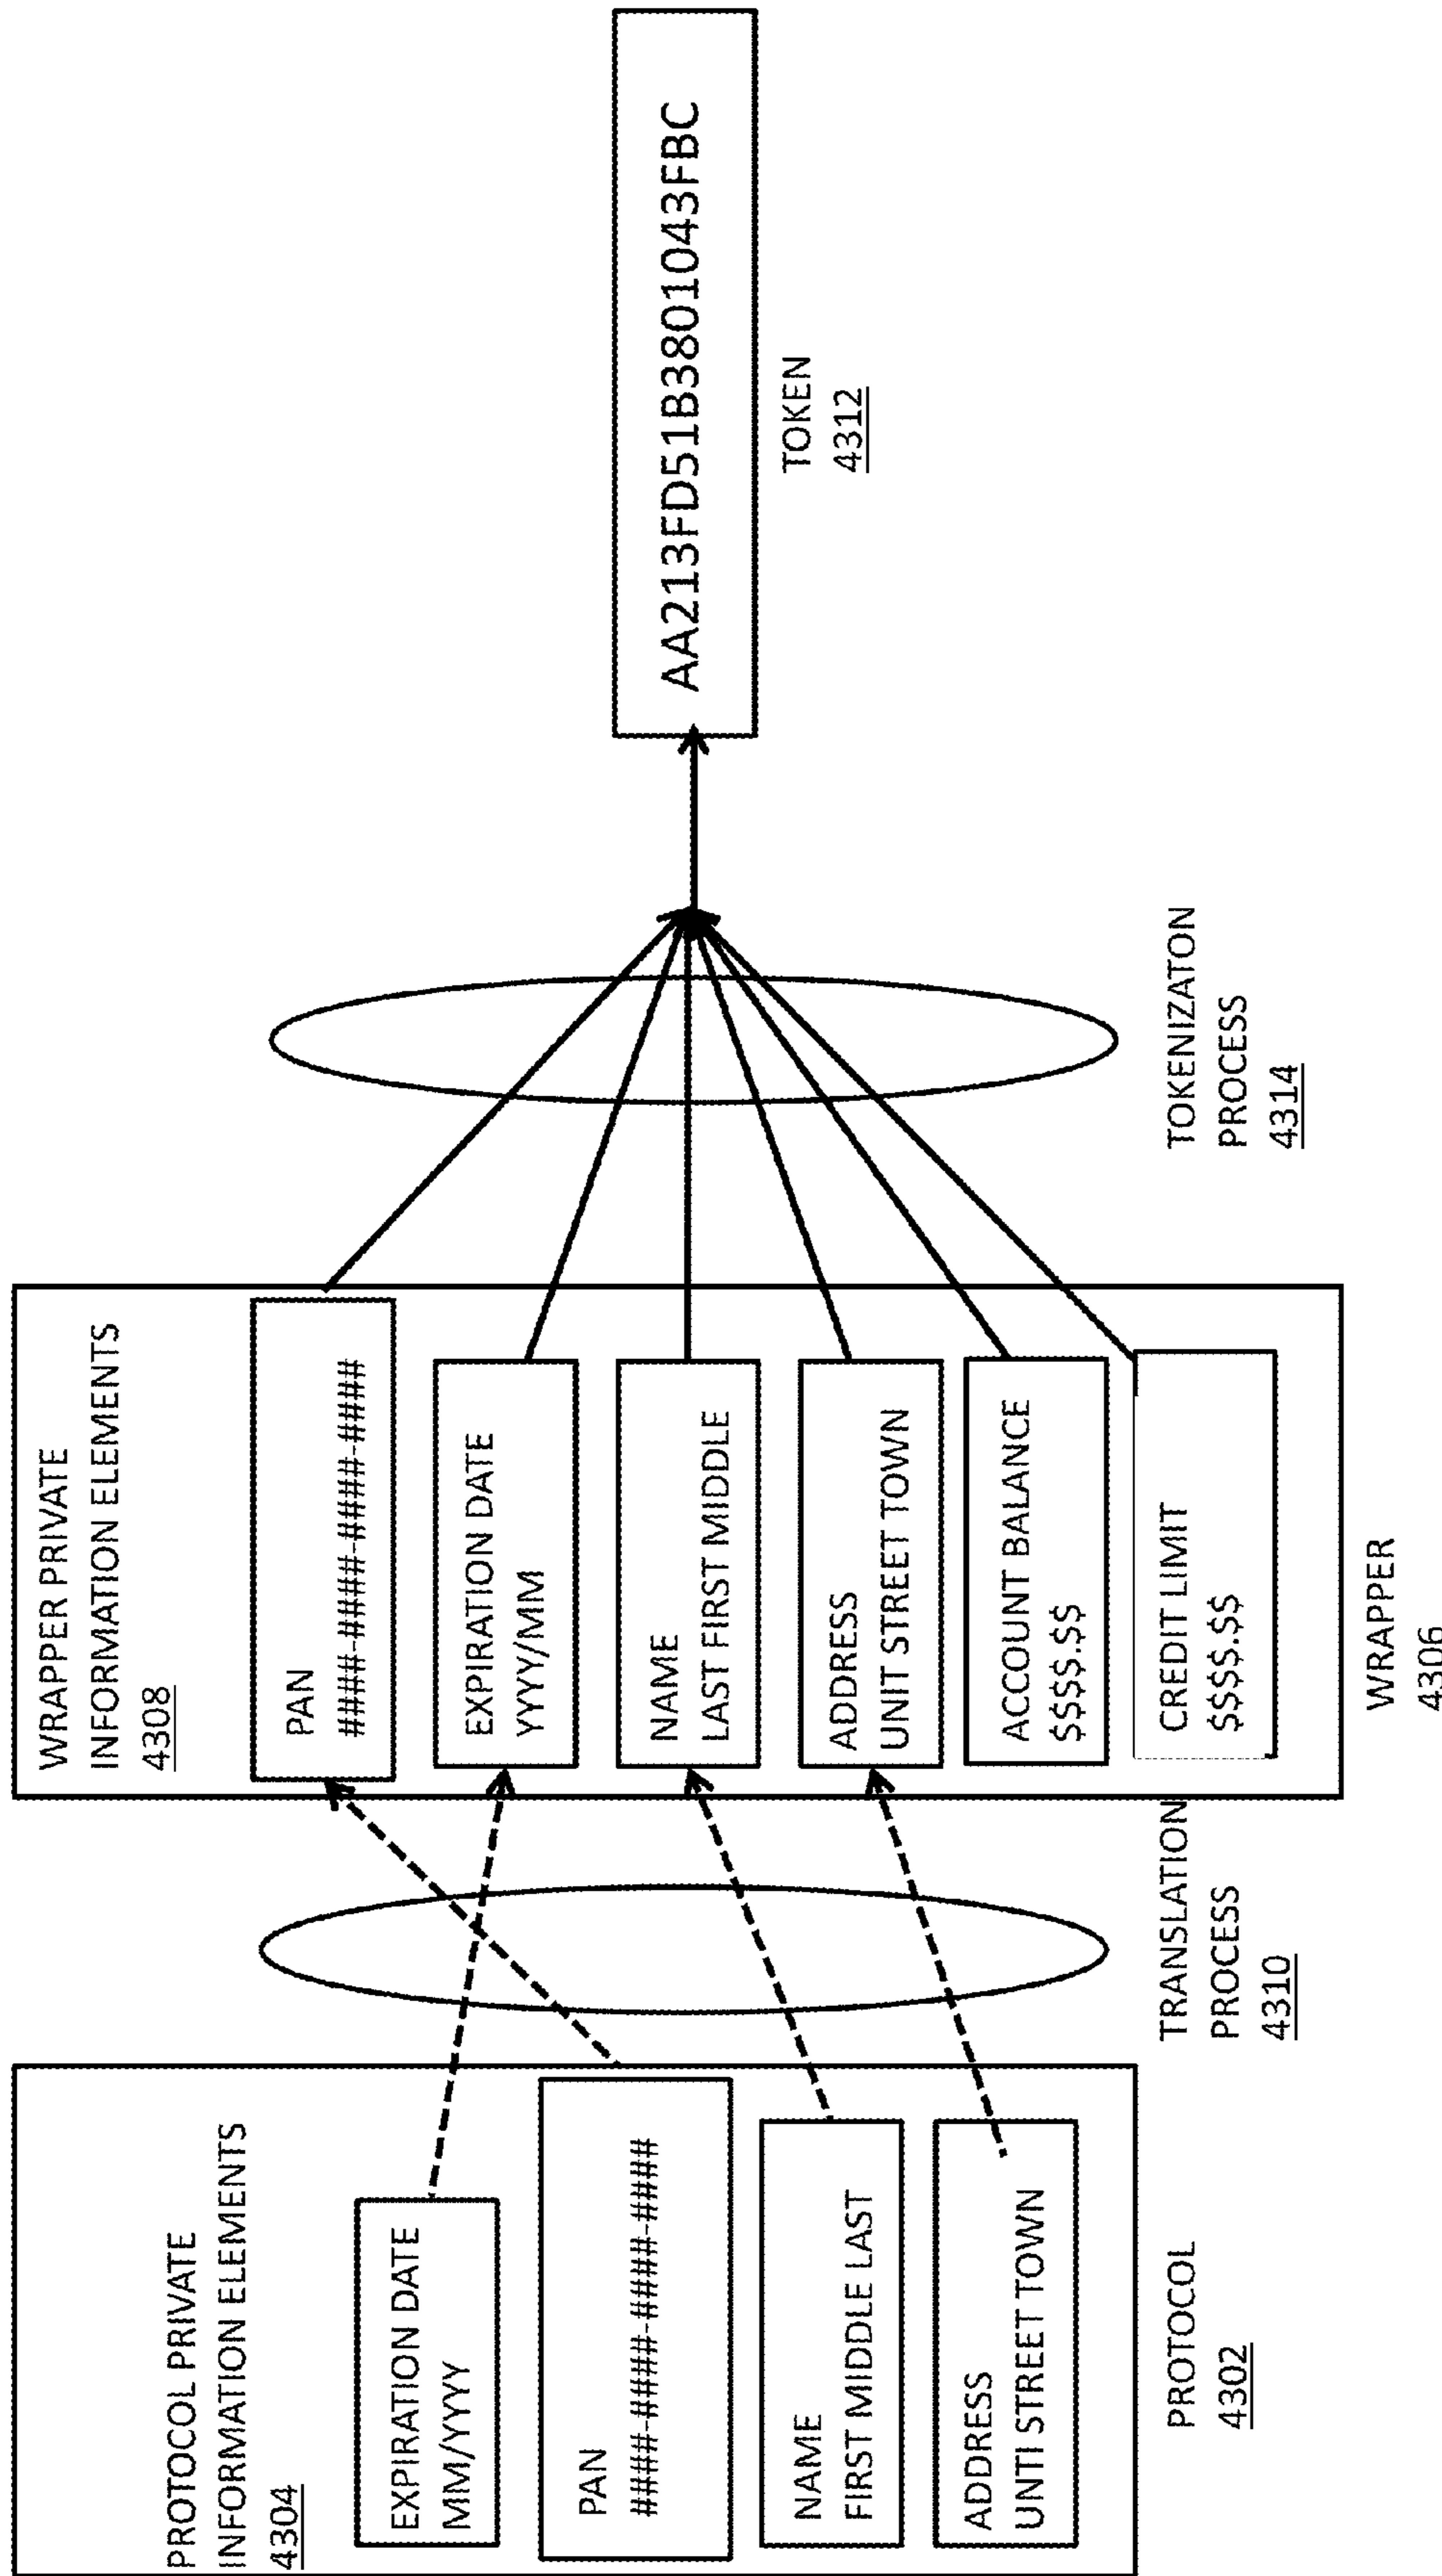 PROTOCOL PRIVATE
INFORMATION ELEMENTS
4304
EXPIRATION DATE
MM/YYYY
PAN
####-####-####-####
NAME
FIRST MIDDLE LAST
ADDRESS
UNTI STREET TOWN
PROTOCOL
4302
TRANSLATION
PROCESS
4310
WRAPPER PRIVATE
INFORMATION ELEMENTS
4308
PAN
####-####-####-####
EXPIRATION DATE
YYYY/MM
NAME
LAST FIRST MIDDLE
ADDRESS
UNIT STREET TOWN
ACCOUNT BALANCE
$$$$.$$
CREDIT LIMIT
$$$$.$$
WRAPPER
4306
TOKENIZATON
PROCESS
4314
AA213FD51B3801043FBC
TOKEN
4312